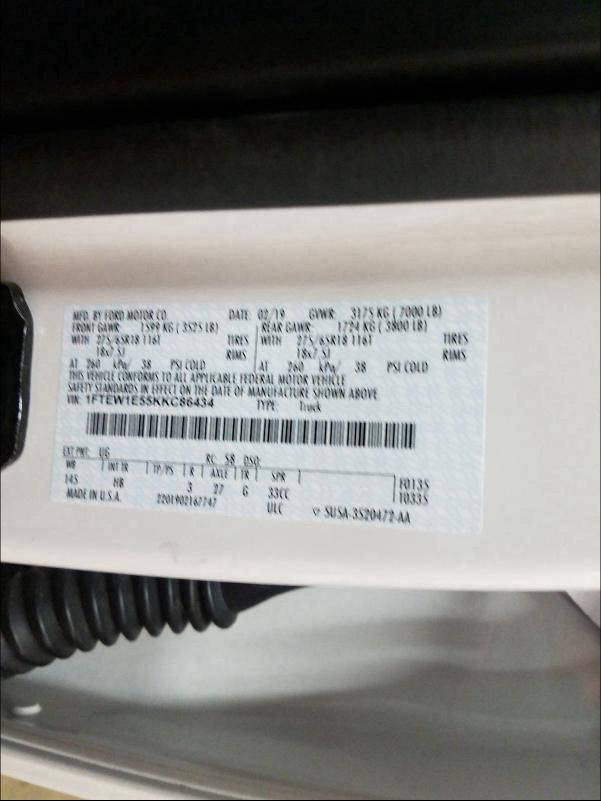 MFD. BY FORD MOTOR CO. DATE: 02/19 GVWR: 3175 KG ( 7000 LB)
FRONT GAWR: 1599 KG ( 3525 LB) REAR GAWR: 1724 KG ( 3800 LB)
WITH 275/65R18 116T TIRES WITH 275/65R18 116T TIRES
18x7.5J RIMS 18x7.5J RIMS
AT 260 kPa/ 38 PSI COLD AT 260 kPa/ 38 PSI COLD
THIS VEHICLE CONFORMS TO ALL APPLICABLE FEDERAL MOTOR VEHICLE
SAFETY STANDARDS IN EFFECT ON THE DATE OF MANUFACTURE SHOWN ABOVE.
VIN: 1FTEW1E55KKC86434 TYPE: Truck
EXT PNT: UG RC: 58 DSO:
WB INT TR TP/PS R AXLE TR SPR
145 HB 3 27 G 33CC F0135
MADE IN U.S.A. 2201902167747 ULC T0335
▽ 5U5A-3520472-AA